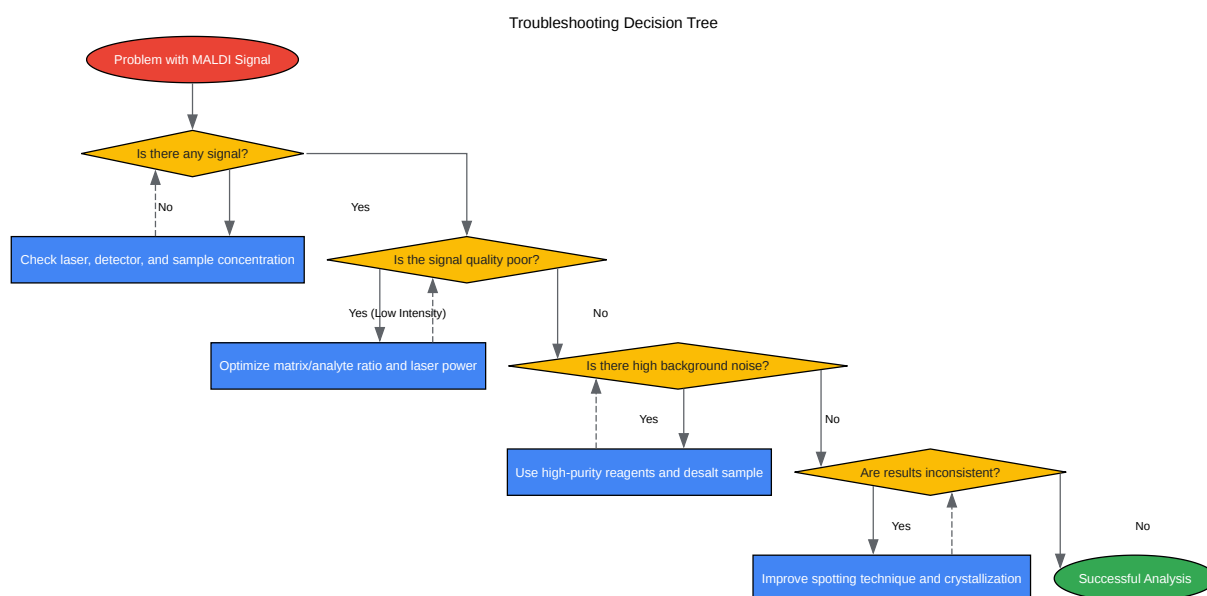 Troubleshooting Decision Tree
Problem with MALDI Signal
Is there any signal?
No
Yes
Check laser, detector, and sample concentration
Is the signal quality poor?
Yes (Low Intensity)
No
Optimize matrix/analyte ratio and laser power
Is there high background noise?
Yes
No
Use high-purity reagents and desalt sample
Are results inconsistent?
Yes
No
Improve spotting technique and crystallization
Successful Analysis